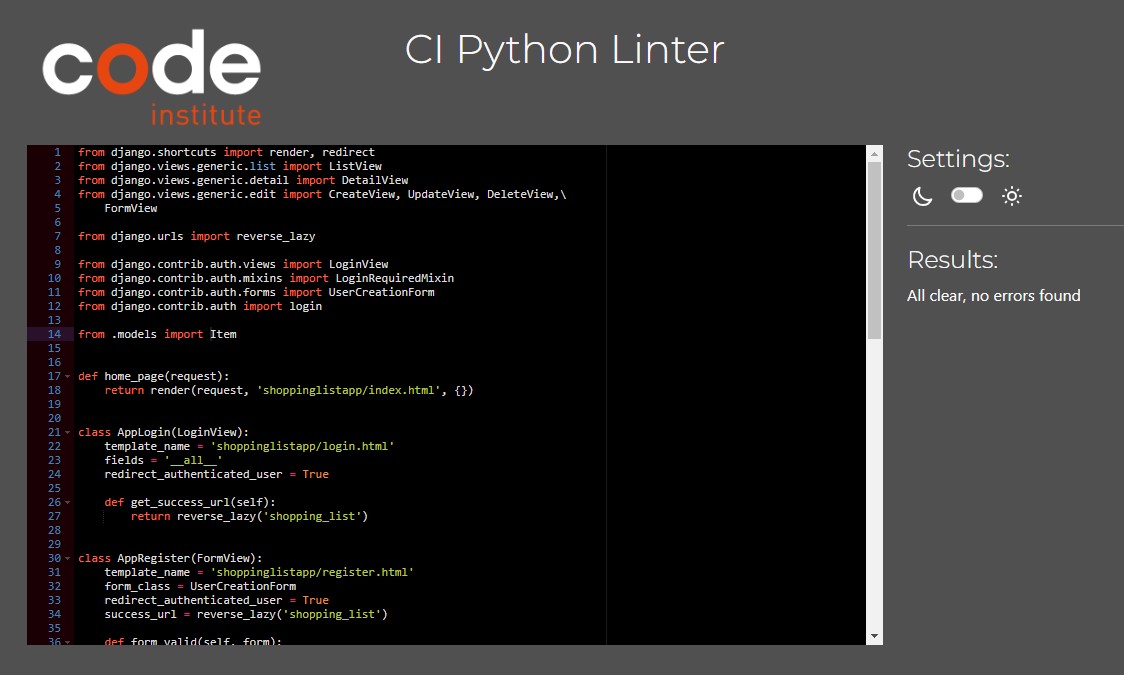 code
institute
CI Python Linter
1 from django.shortcuts import render, redirect
2 from django.views.generic.list import ListView
3 from django.views.generic.detail import DetailView
4 from django.views.generic.edit import CreateView, UpdateView, DeleteView,\
5     FormView
6
7 from django.urls import reverse_lazy
8
9 from django.contrib.auth.views import LoginView
10 from django.contrib.auth.mixins import LoginRequiredMixin
11 from django.contrib.auth.forms import UserCreationForm
12 from django.contrib.auth import login
13
14 from .models import Item
15
16
17 def home_page(request):
18     return render(request, 'shoppinglistapp/index.html', {})
19
20
21 class AppLogin(LoginView):
22     template_name = 'shoppinglistapp/login.html'
23     fields = '__all__'
24     redirect_authenticated_user = True
25
26     def get_success_url(self):
27         return reverse_lazy('shopping_list')
28
29
30 class AppRegister(FormView):
31     template_name = 'shoppinglistapp/register.html'
32     form_class = UserCreationForm
33     redirect_authenticated_user = True
34     success_url = reverse_lazy('shopping_list')
35
36     def form_valid(self, form):
Settings:
Results:
All clear, no errors found